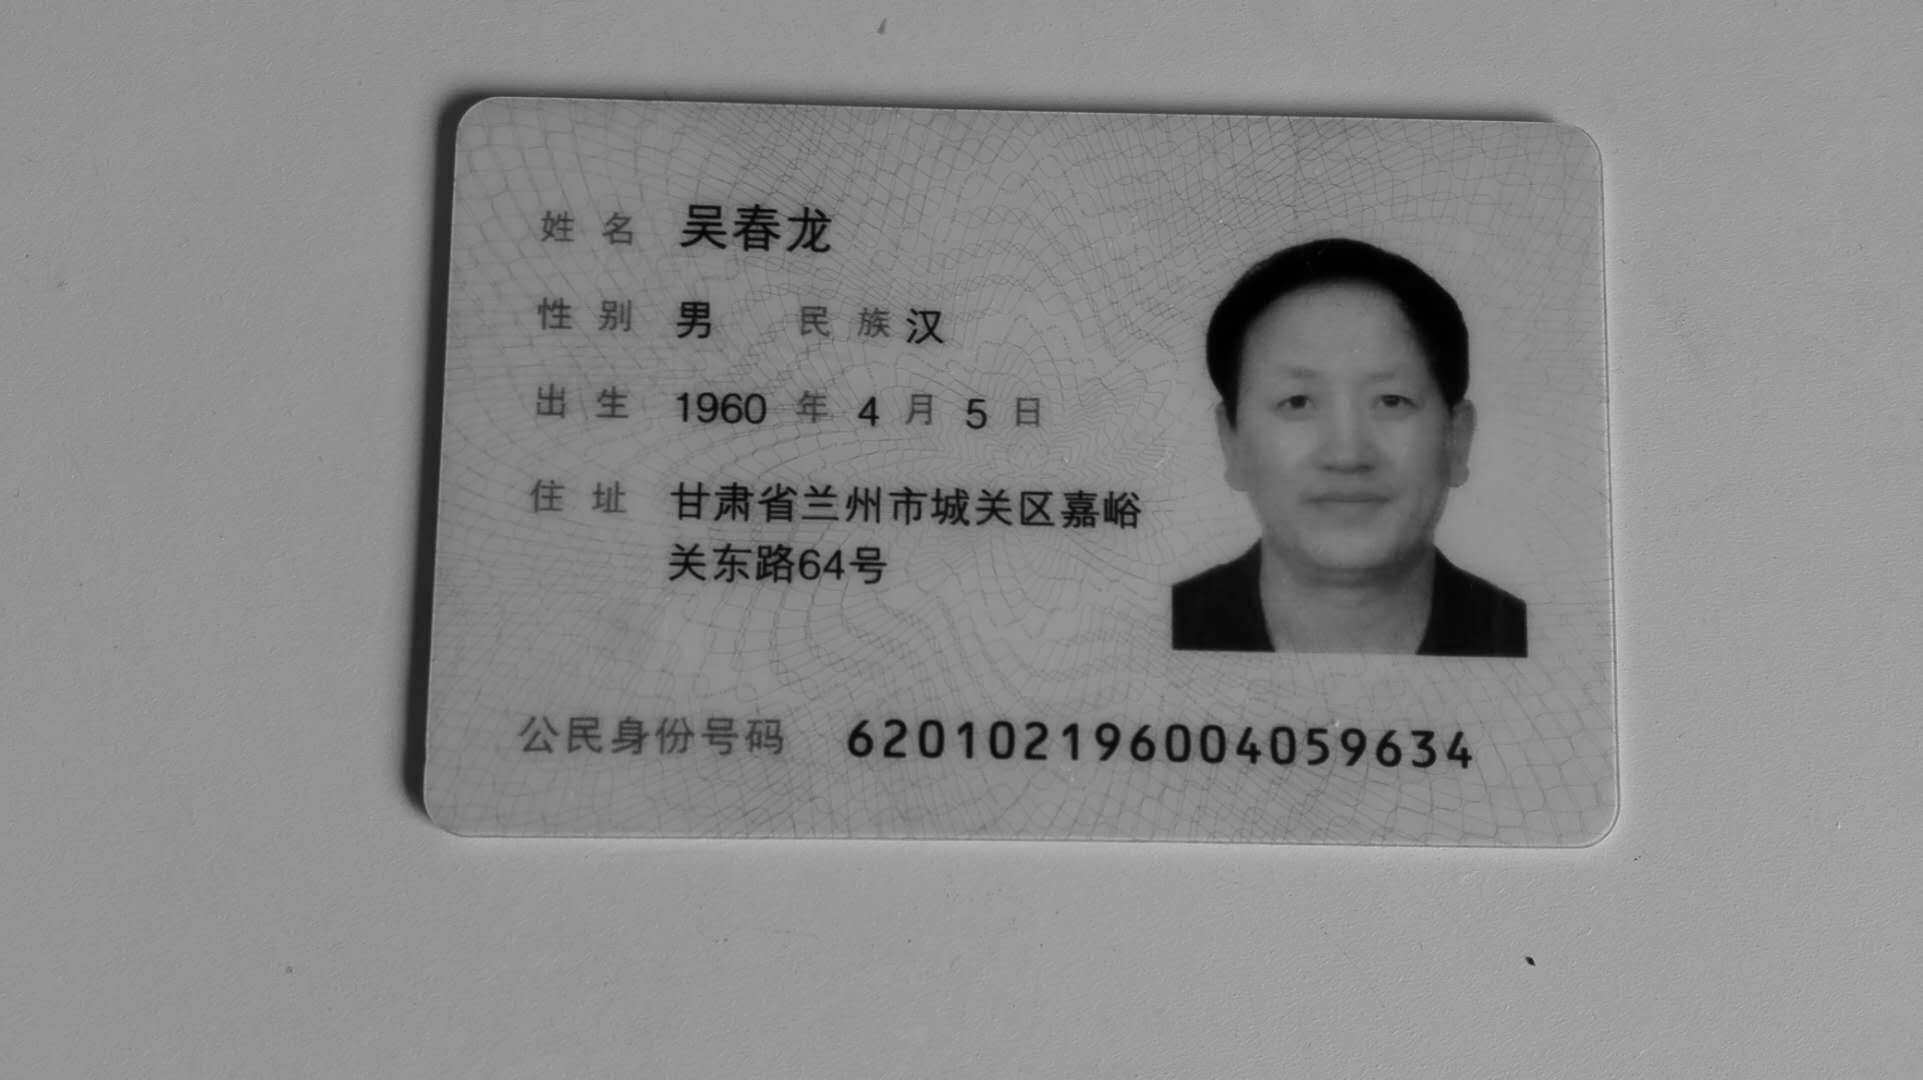 姓名 吴春龙
性别 男 民族 汉
出生 1960 年 4 月 5 日
住址 甘肃省兰州市城关区嘉峪
关东路64号
公民身份号码 620102196004059634